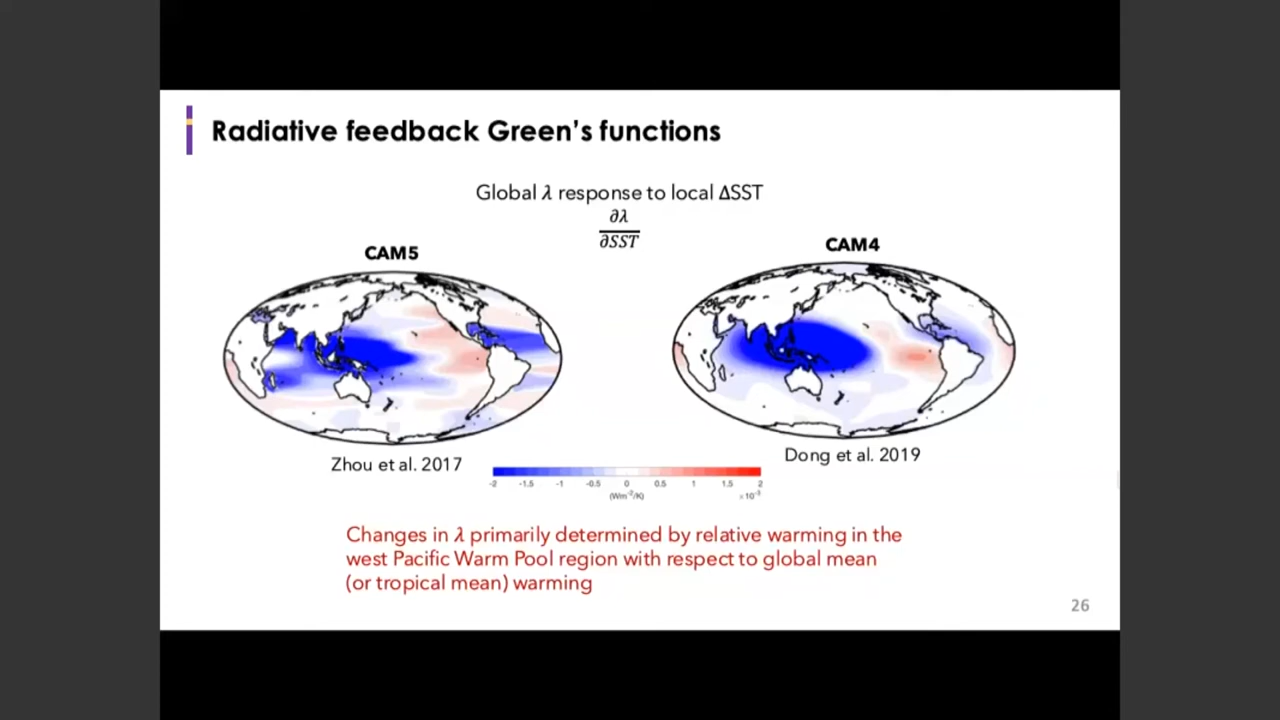 Radiative feedback Green's functions
Global λ response to local ΔSST
∂λ
∂SST
CAM5
CAM4
Zhou et al. 2017
Dong et al. 2019
-2 -1.5 -1 -0.5 0 0.5 1 1.5 2
(Wm⁻²/K)
×10⁻³
Changes in λ primarily determined by relative warming in the
west Pacific Warm Pool region with respect to global mean
(or tropical mean) warming
26